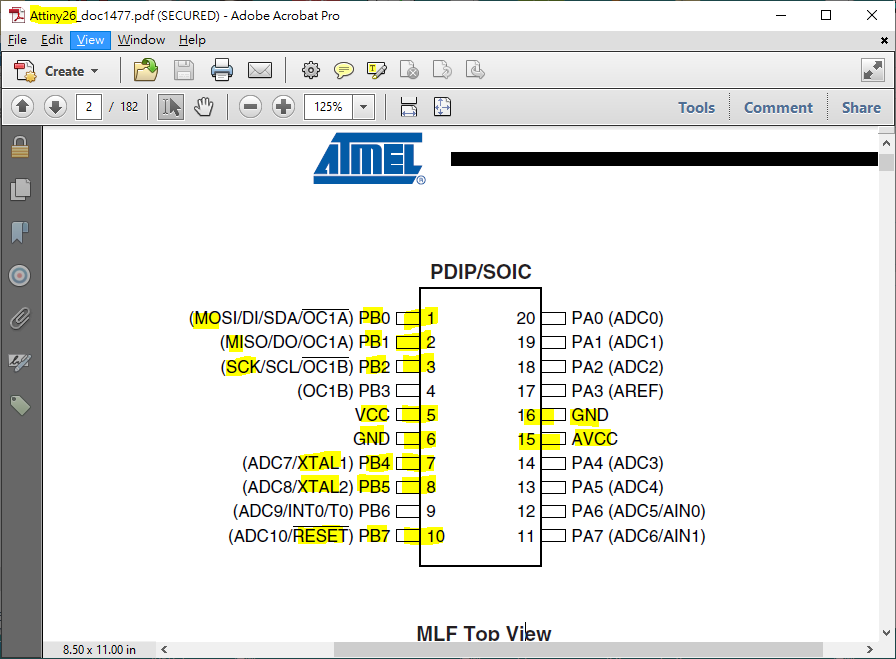 Attiny26_doc1477.pdf (SECURED) - Adobe Acrobat Pro
File Edit View Window Help
Create
2 / 182 125% Tools Comment Share
ATMEL®
PDIP/SOIC
(MOSI/DI/SDA/OC1A) PB0 1 20 PA0 (ADC0)
(MISO/DO/OC1A) PB1 2 19 PA1 (ADC1)
(SCK/SCL/OC1B) PB2 3 18 PA2 (ADC2)
(OC1B) PB3 4 17 PA3 (AREF)
VCC 5 16 GND
GND 6 15 AVCC
(ADC7/XTAL1) PB4 7 14 PA4 (ADC3)
(ADC8/XTAL2) PB5 8 13 PA5 (ADC4)
(ADC9/INT0/T0) PB6 9 12 PA6 (ADC5/AIN0)
(ADC10/RESET) PB7 10 11 PA7 (ADC6/AIN1)
MLF Top View
8.50 x 11.00 in